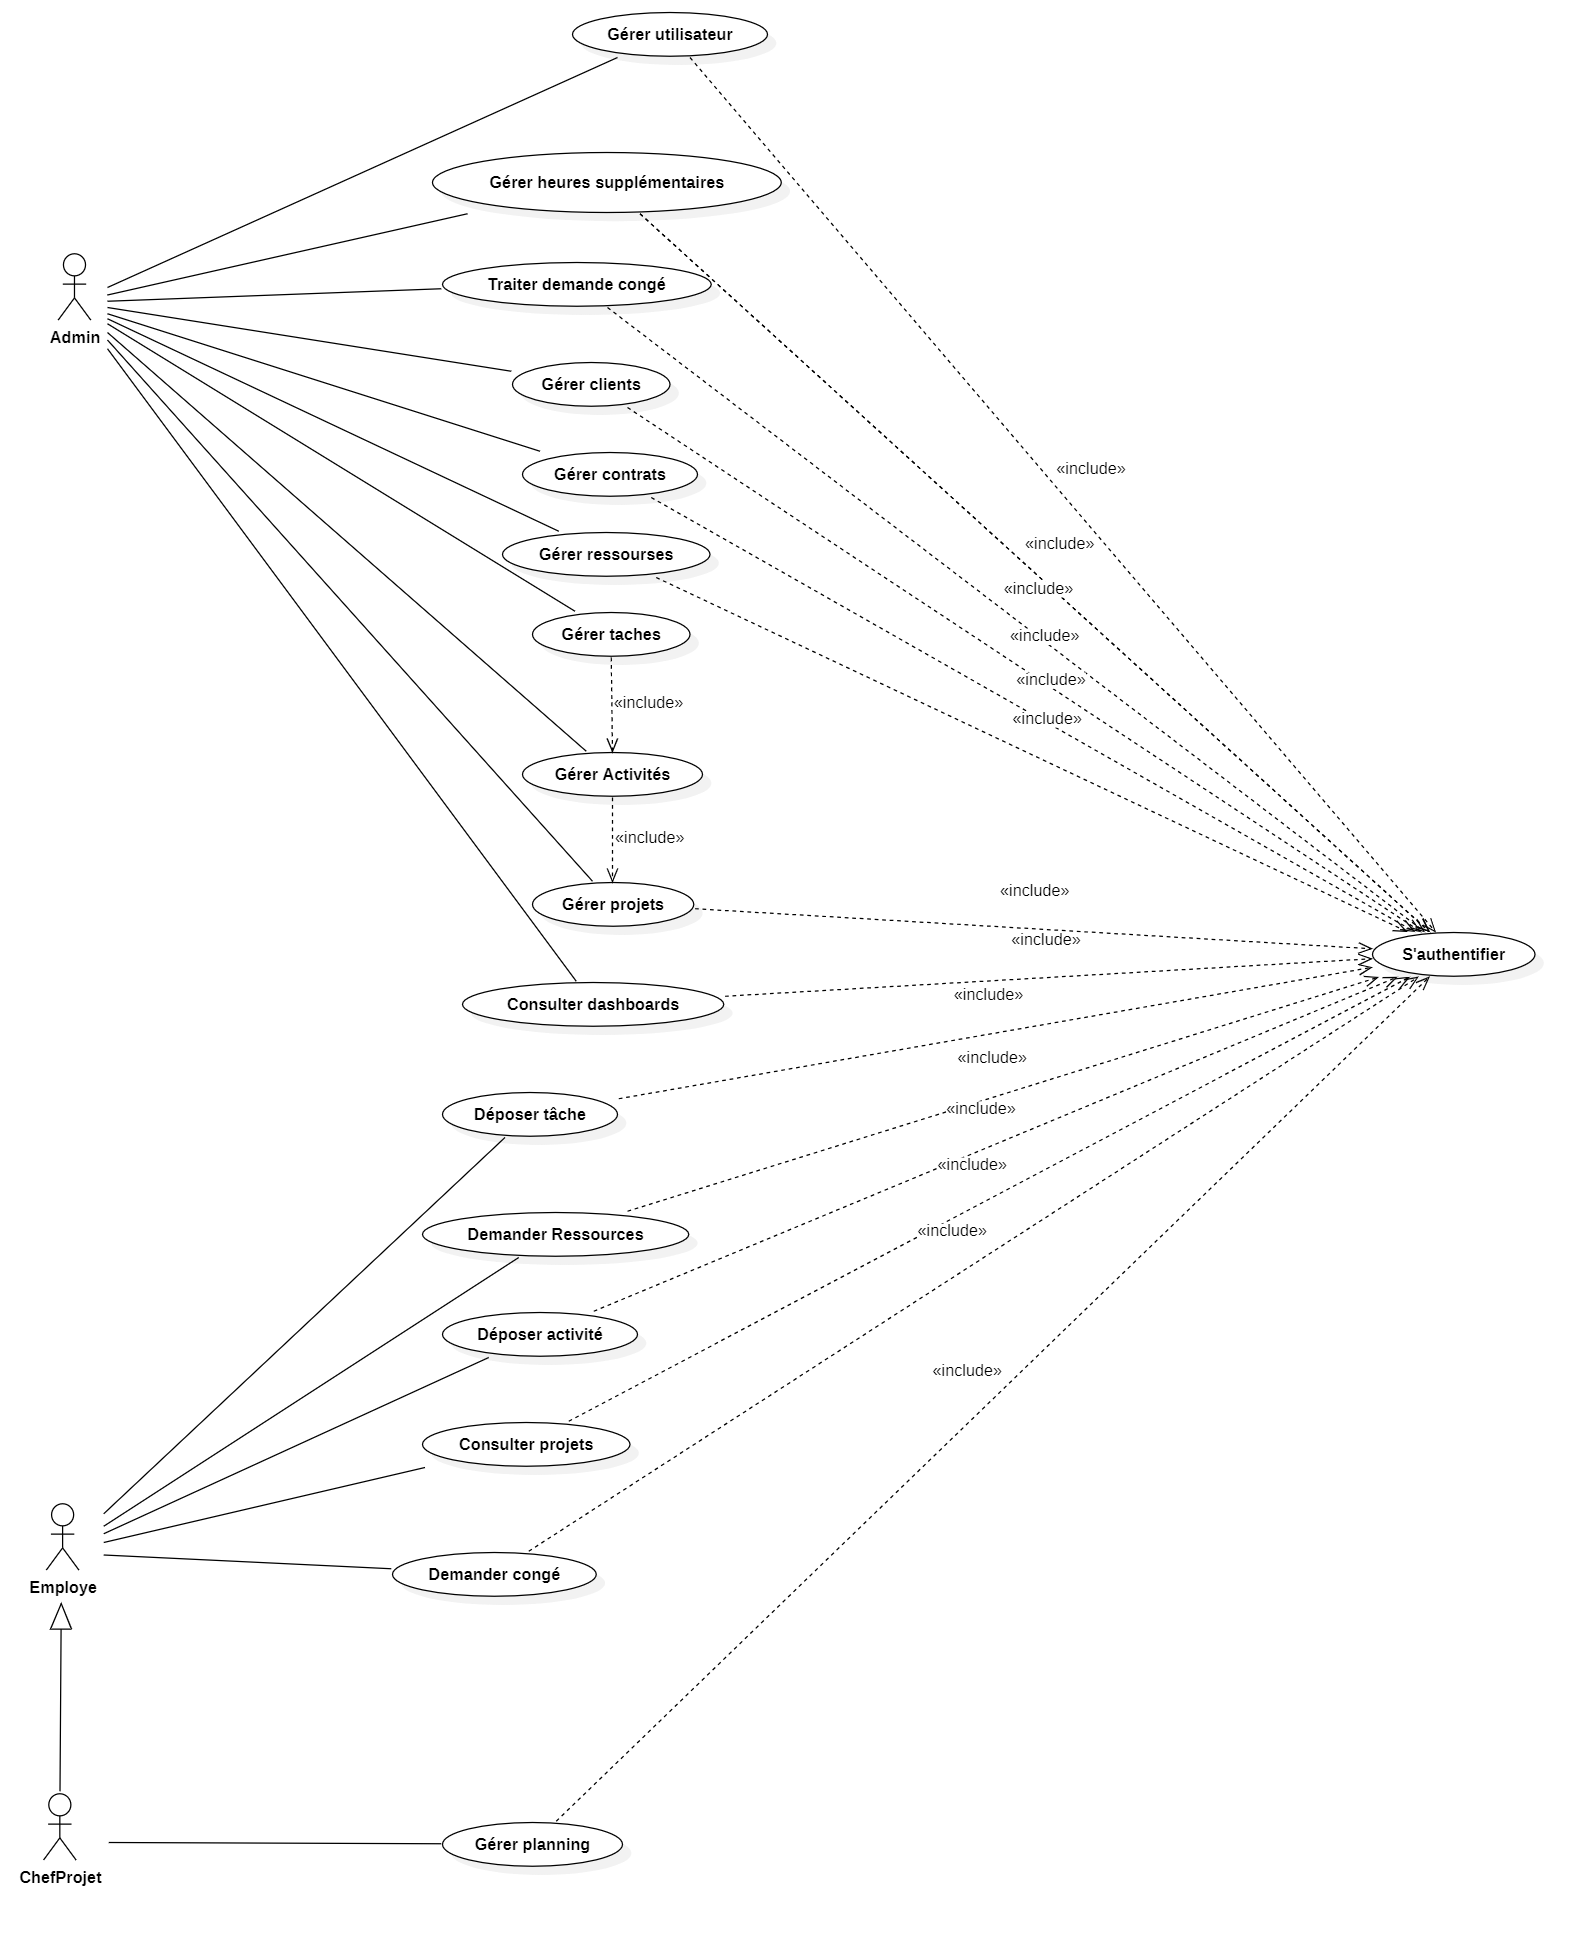 Gérer utilisateur
Gérer heures supplémentaires
Admin
Traiter demande congé
Gérer clients
Gérer contrats
«include»
Gérer ressourses
«include»
«include»
Gérer taches
«include»
«include»
«include»
«include»
Gérer Activités
«include»
Gérer projets
«include»
«include»
S'authentifier
Consulter dashboards
«include»
«include»
Déposer tâche
«include»
«include»
Demander Ressources
«include»
Déposer activité
«include»
Consulter projets
Employe
Demander congé
ChefProjet
Gérer planning